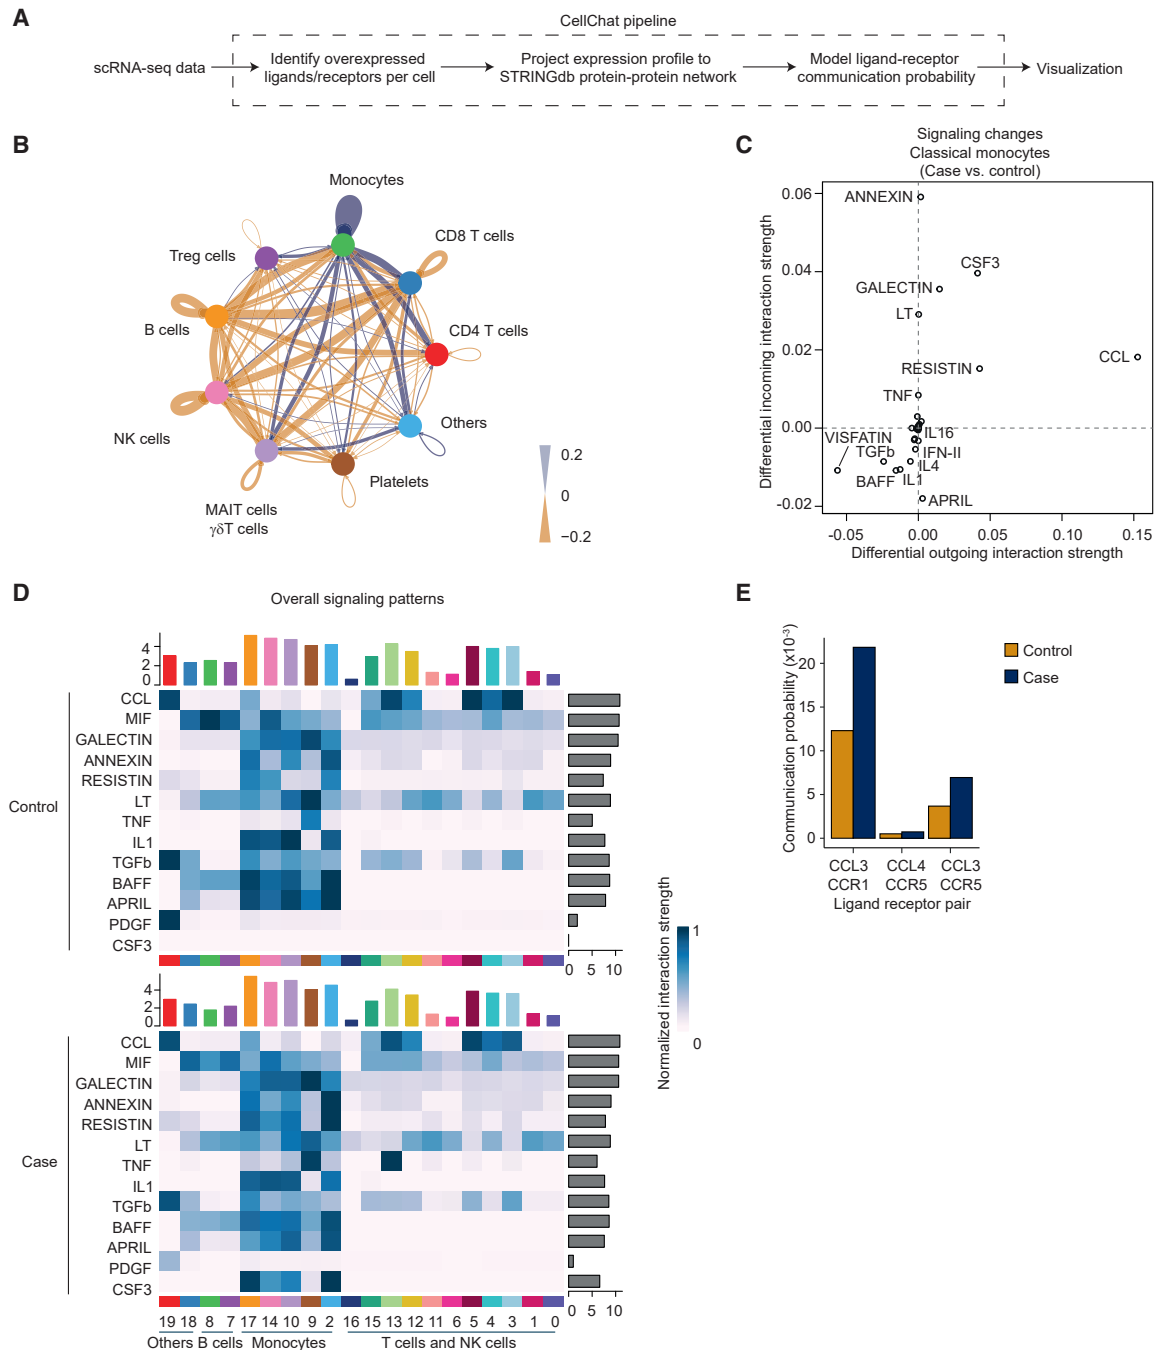 A
CellChat pipeline
scRNA-seq data
Identify overexpressed
ligands/receptors per cell
Project expression profile to
STRINGdb protein-protein network
Model ligand-receptor
communication probability
Visualization
B
Monocytes
CD8 T cells
CD4 T cells
Others
Platelets
MAIT cells
γδT cells
NK cells
B cells
Treg cells
0.2
0
−0.2
C
Signaling changes
Classical monocytes
(Case vs. control)
Differential incoming interaction strength
0.06
0.04
0.02
0.00
-0.02
ANNEXIN
CSF3
GALECTIN
LT
CCL
RESISTIN
TNF
IL16
VISFATIN
TGFb
IFN-II
IL4
BAFF
IL1
APRIL
-0.05
0.00
0.05
0.10
0.15
Differential outgoing interaction strength
D
Overall signaling patterns
4
2
0
Control
CCL
MIF
GALECTIN
ANNEXIN
RESISTIN
LT
TNF
IL1
TGFb
BAFF
APRIL
PDGF
CSF3
0 5 10
4
2
0
Case
CCL
MIF
GALECTIN
ANNEXIN
RESISTIN
LT
TNF
IL1
TGFb
BAFF
APRIL
PDGF
CSF3
0 5 10
19 18 8 7 17 14 10 9 2 16 15 13 12 11 6 5 4 3 1 0
Others B cells Monocytes T cells and NK cells
Normalized interaction strength
1
0
E
Communication probability (x10⁻³)
20
15
10
5
0
Control
Case
CCL3
CCR1
CCL4
CCR5
CCL3
CCR5
Ligand receptor pair